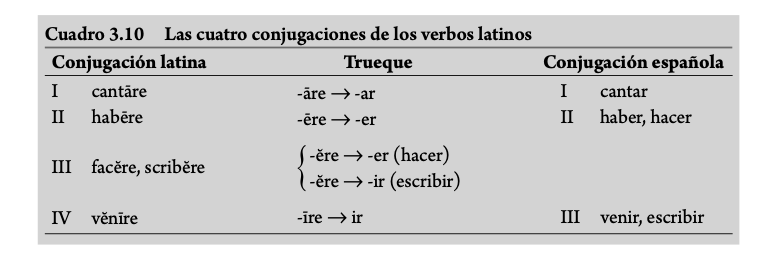 Cuadro 3.10 Las cuatro conjugaciones de los verbos latinos
Conjugación latina Trueque Conjugación española
I cantāre -āre → -ar I cantar
II habēre -ēre → -er II haber, hacer
III facĕre, scribĕre { -ĕre → -er (hacer)
-ĕre → -ir (escribir)
IV vĕnīre -īre → ir III venir, escribir